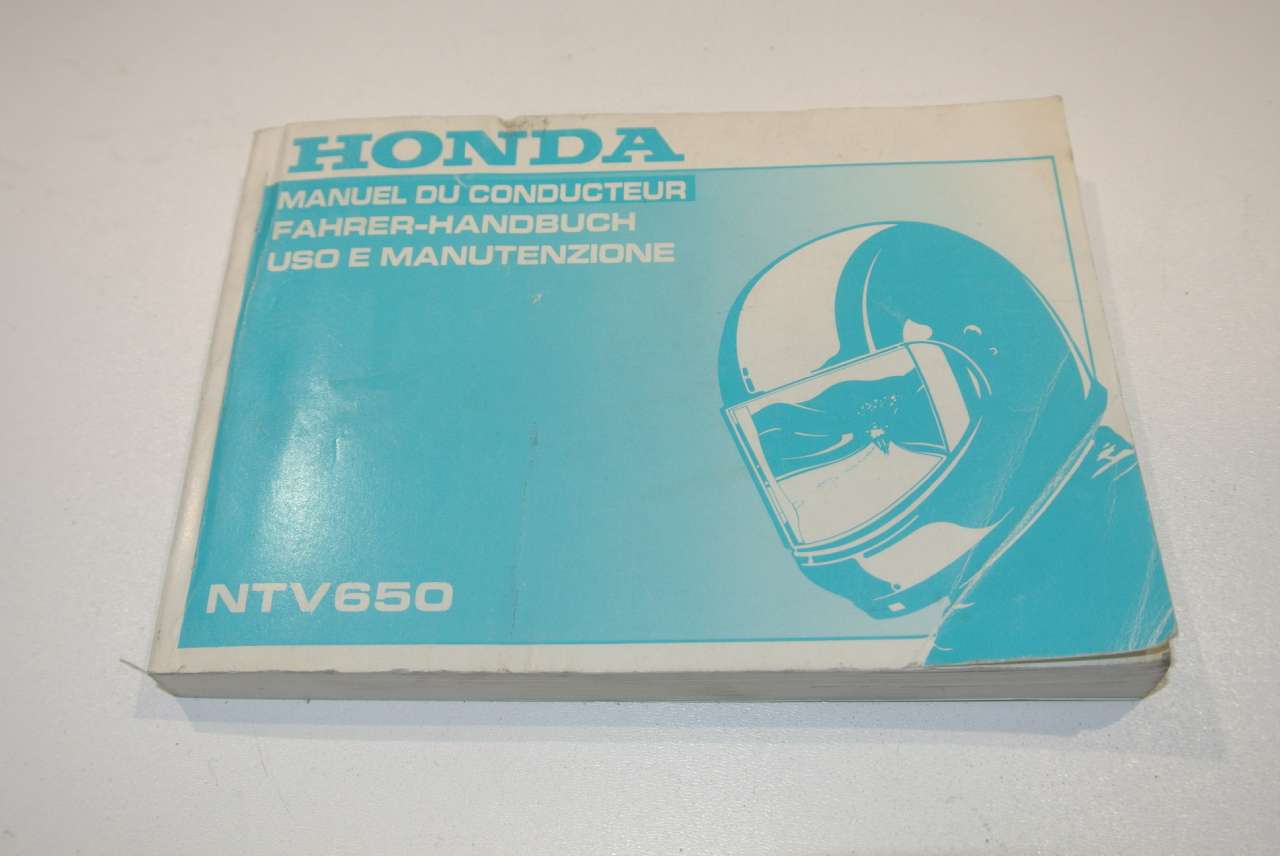 HONDA
MANUEL DU CONDUCTEUR
FAHRER-HANDBUCH
USO E MANUTENZIONE
NTV650